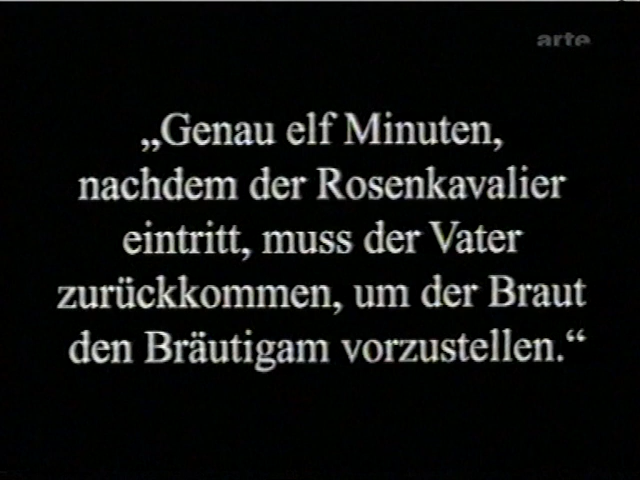 arte
„Genau elf Minuten,
nachdem der Rosenkavalier
eintritt, muss der Vater
zurückkommen, um der Braut
den Bräutigam vorzustellen.“